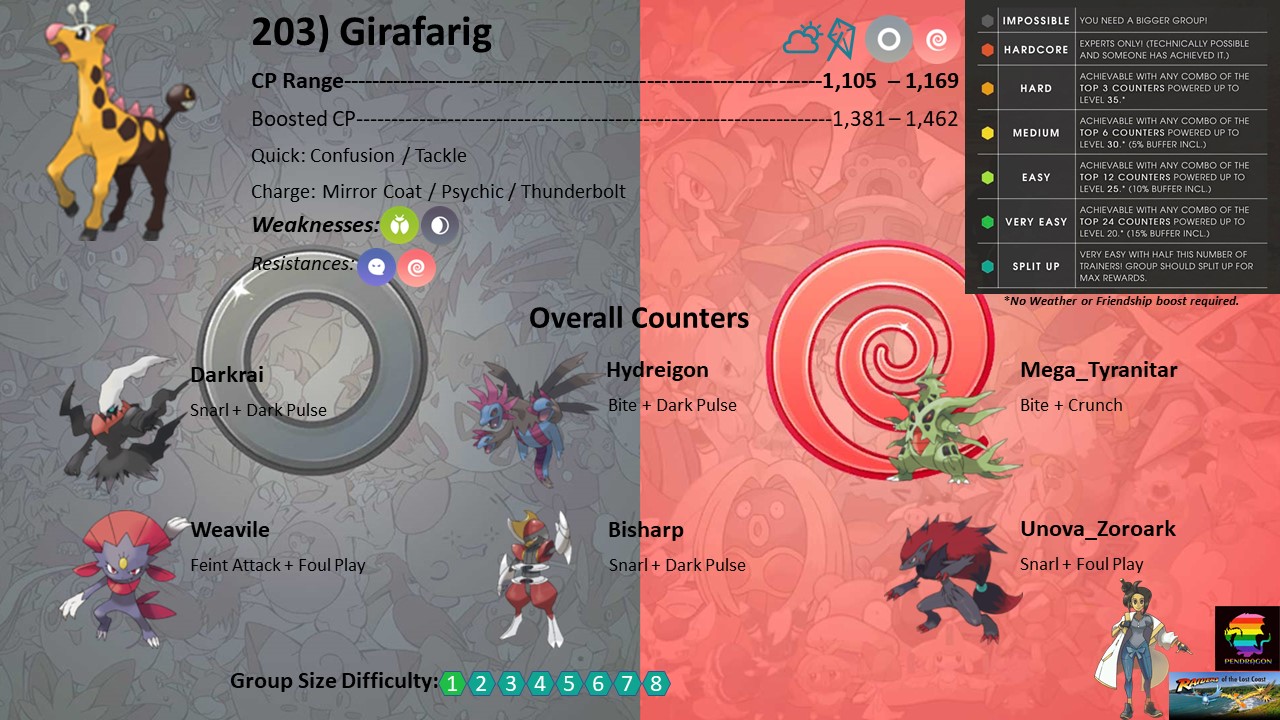 203) Girafarig
CP Range------------------------------------------------------------------------------------1,105 – 1,169
Boosted CP-----------------------------------------------------------------------------------1,381 – 1,462
Quick: Confusion / Tackle
Charge: Mirror Coat / Psychic / Thunderbolt
Weaknesses:
Resistances:
IMPOSSIBLE YOU NEED A BIGGER GROUP!
HARDCORE EXPERTS ONLY! (TECHNICALLY POSSIBLE
AND SOMEONE HAS ACHIEVED IT.)
HARD ACHIEVABLE WITH ANY COMBO OF THE
TOP 3 COUNTERS POWERED UP TO
LEVEL 35.*
MEDIUM ACHIEVABLE WITH ANY COMBO OF THE
TOP 6 COUNTERS POWERED UP TO
LEVEL 30.* (5% BUFFER INCL.)
EASY ACHIEVABLE WITH ANY COMBO OF THE
TOP 12 COUNTERS POWERED UP TO
LEVEL 25.* (10% BUFFER INCL.)
VERY EASY ACHIEVABLE WITH ANY COMBO OF THE
TOP 24 COUNTERS POWERED UP TO
LEVEL 20.* (15% BUFFER INCL.)
SPLIT UP VERY EASY WITH HALF THIS NUMBER OF
TRAINERS! GROUP SHOULD SPLIT UP FOR
MAX REWARDS.
*No Weather or Friendship boost required.
Overall Counters
Darkrai
Snarl + Dark Pulse
Hydreigon
Bite + Dark Pulse
Mega_Tyranitar
Bite + Crunch
Weavile
Feint Attack + Foul Play
Bisharp
Snarl + Dark Pulse
Unova_Zoroark
Snarl + Foul Play
Group Size Difficulty: 1 2 3 4 5 6 7 8
PENDRAGON
RAIDERS of the Lost Coast